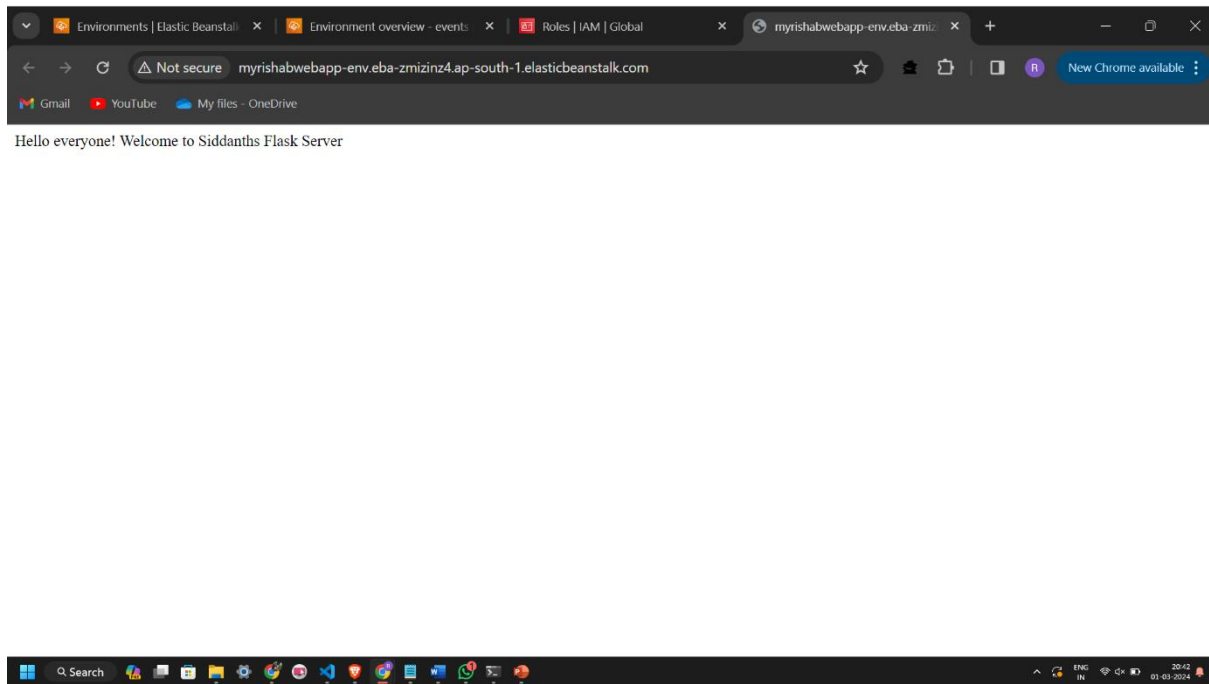 Environments | Elastic Beanstalk
Environment overview - events
Roles | IAM | Global
myrishabwebapp-env.eba-zmiz
Not secure
myrishabwebapp-env.eba-zmizinz4.ap-south-1.elasticbeanstalk.com
R
New Chrome available
Gmail
YouTube
My files - OneDrive
Hello everyone! Welcome to Siddanths Flask Server
Search
ENG
IN
20:42
01-03-2024